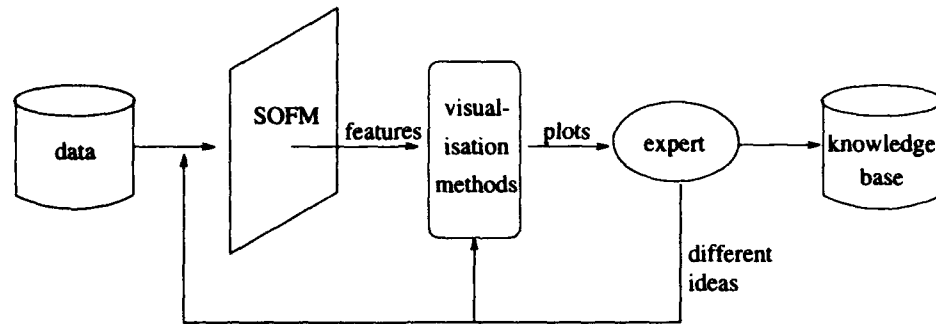 data
SOFM
features
visual-
isation
methods
plots
expert
knowledge
base
different
ideas